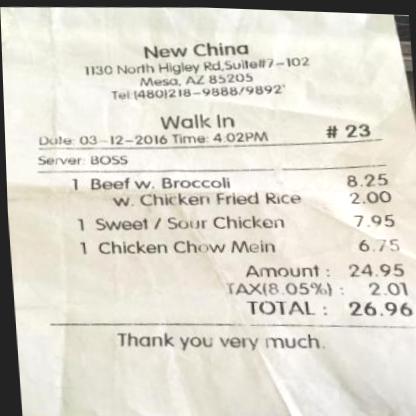 New China
1130 North Higley Rd,Suite#7-102
Mesa, AZ 85205
Tel:(480)218-9888/9892
Walk In
Date: 03-12-2016 Time: 4:02PM # 23
Server: BOSS
1 Beef w. Broccoli 8.25
w. Chicken Fried Rice 2.00
1 Sweet / Sour Chicken 7.95
1 Chicken Chow Mein 6.75
Amount : 24.95
TAX(8.05%) : 2.01
TOTAL : 26.96
Thank you very much.